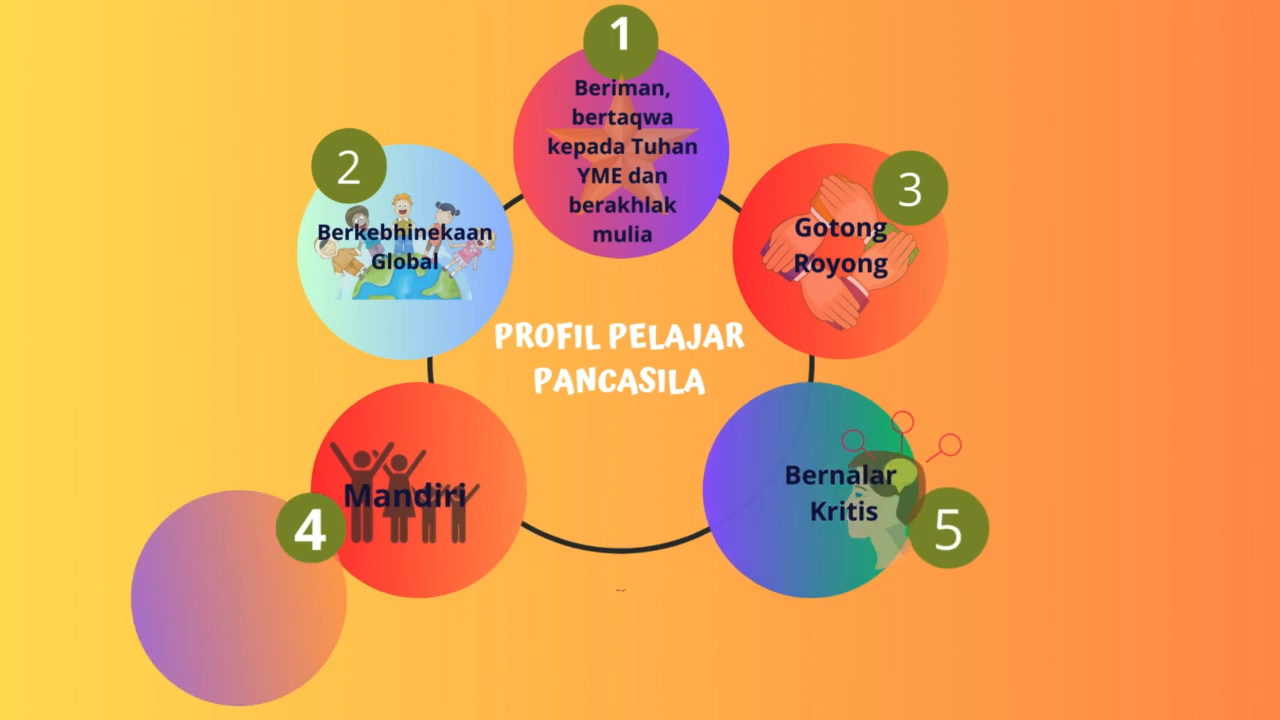 1
Beriman,
bertaqwa
kepada Tuhan
YME dan
berakhlak
mulia
2
Berkebhinekaan
Global
3
Gotong
Royong
PROFIL PELAJAR
PANCASILA
4
Mandiri
5
Bernalar
Kritis